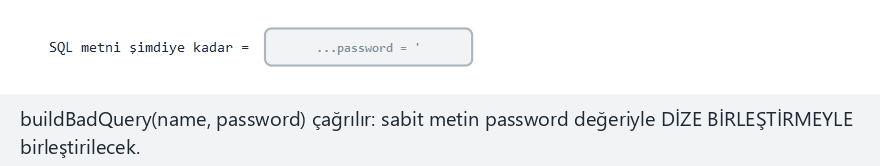 SQL metni şimdiye kadar = ...password = '
buildBadQuery(name, password) çağrılır: sabit metin password değeriyle DİZE BİRLEŞTİRMEYLE
birleştirilecek.